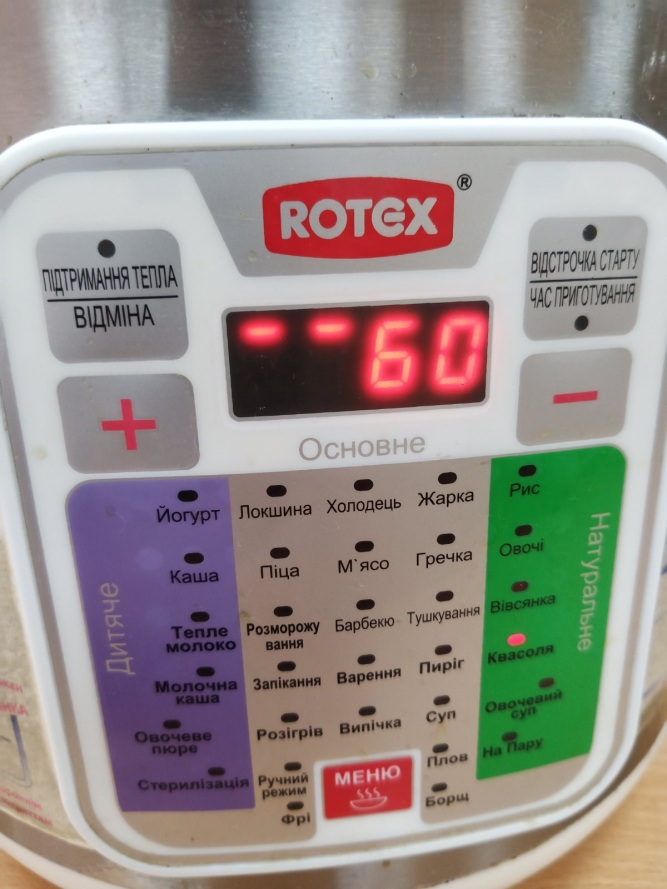 ROTEX ®
ПІДТРИМАННЯ ТЕПЛА
ВІДМІНА
ВІДСТРОЧКА СТАРТУ
ЧАС ПРИГОТУВАННЯ
- - 60
+
−
Основне
Дитяче
Йогурт
Каша
Тепле
молоко
Молочна
каша
Овочеве
пюре
Стерилізація
Локшина
Піца
Розморожу
вання
Запікання
Розігрів
Ручний
режим
Фрі
Холодець
М`ясо
Барбекю
Варення
Випічка
МЕНЮ
Жарка
Гречка
Тушкування
Пиріг
Суп
Плов
Борщ
Рис
Овочі
Вівсянка
Квасоля
Овочевий
суп
На Пару
Натуральне